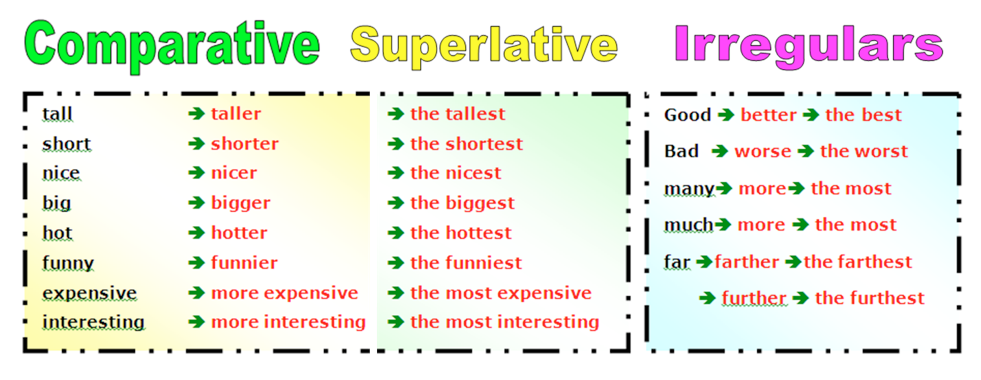 Comparative Superlative Irregulars
tall ➔ taller ➔ the tallest
short ➔ shorter ➔ the shortest
nice ➔ nicer ➔ the nicest
big ➔ bigger ➔ the biggest
hot ➔ hotter ➔ the hottest
funny ➔ funnier ➔ the funniest
expensive ➔ more expensive ➔ the most expensive
interesting ➔ more interesting ➔ the most interesting
Good ➔ better ➔ the best
Bad ➔ worse ➔ the worst
many➔ more➔ the most
much➔ more ➔ the most
far ➔farther ➔the farthest
➔ further ➔ the furthest